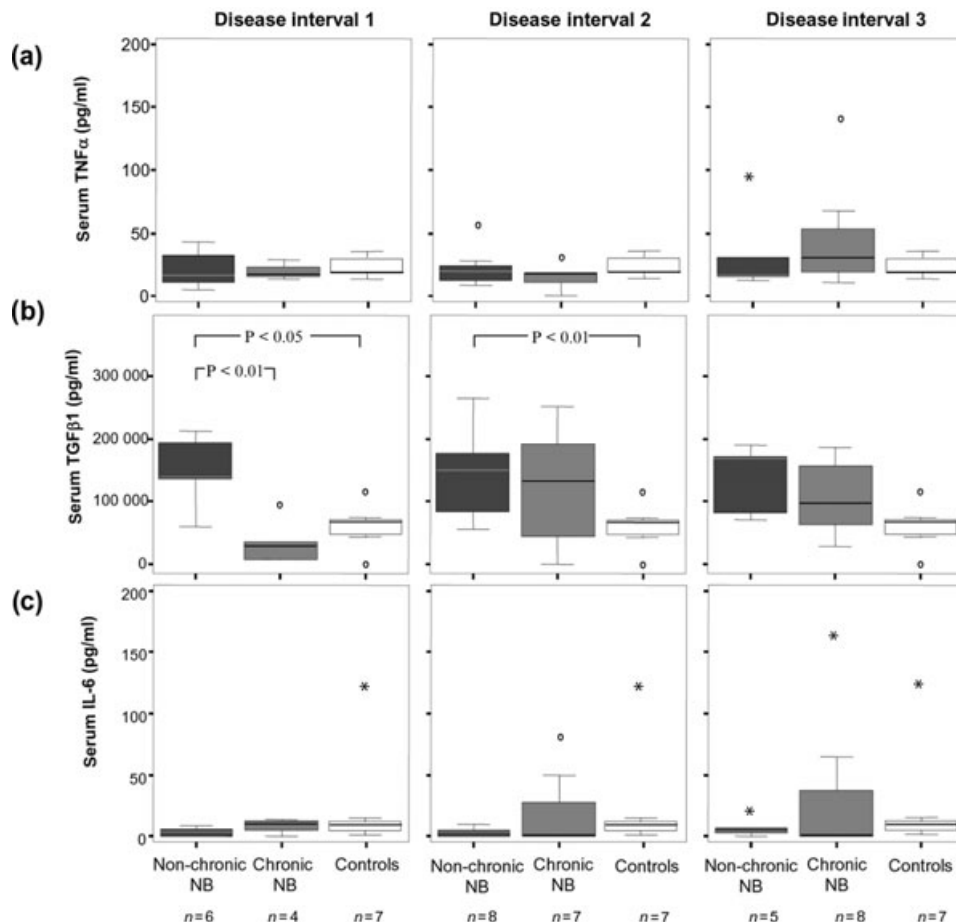 Disease interval 1 Disease interval 2 Disease interval 3
(a)
Serum TNFα (pg/ml)
200
150
100
50
0
(b)
Serum TGFβ1 (pg/ml)
P < 0.05
P < 0.01
P < 0.01
300 000
200 000
100 000
0
(c)
Serum IL-6 (pg/ml)
200
150
100
50
0
Non-chronic NB Chronic NB Controls Non-chronic NB Chronic NB Controls Non-chronic NB Chronic NB Controls
n=6 n=4 n=7 n=8 n=7 n=7 n=5 n=8 n=7